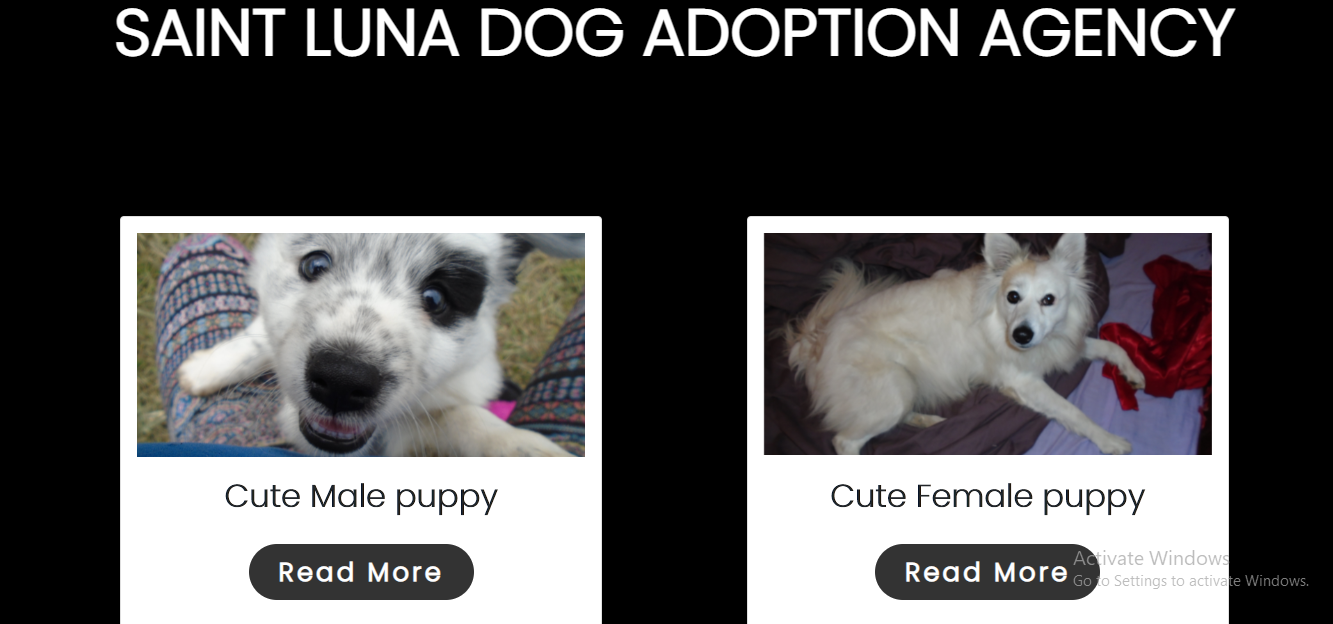 SAINT LUNA DOG ADOPTION AGENCY
Cute Male puppy
Read More
Cute Female puppy
Read More
Activate Windows
Go to Settings to activate Windows.